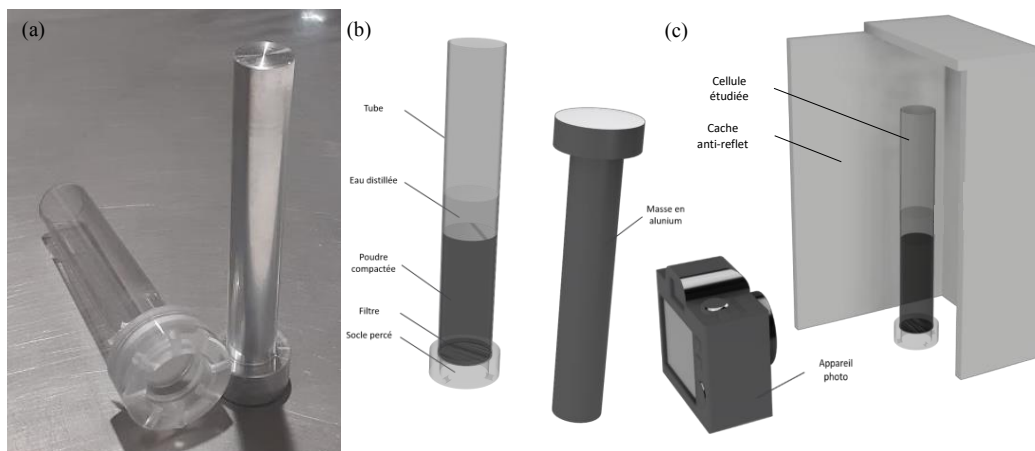 (a)
(b)
Tube
Eau distillée
Poudre
compactée
Filtre
Socle percé
Masse en
alunium
(c)
Cellule
étudiée
Cache
anti-reflet
Appareil
photo